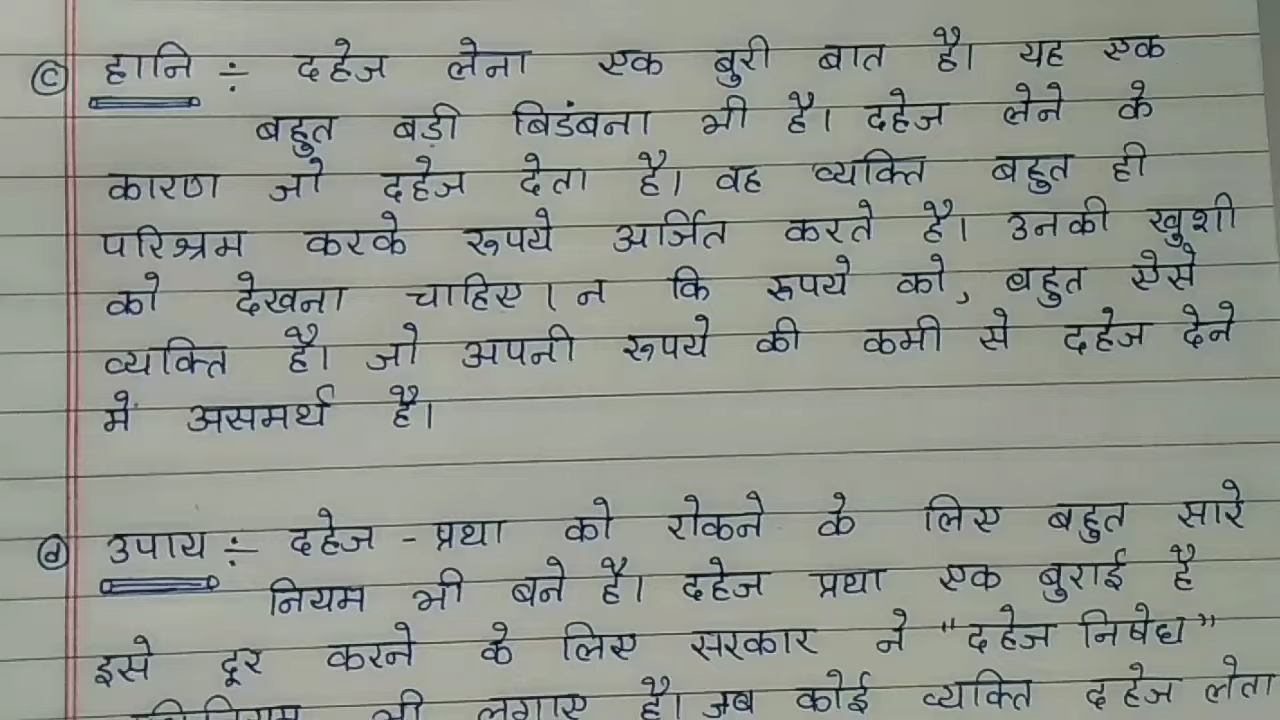 ⓒ हानि ÷ दहेज लेना एक बुरी बात है। यह एक
बहुत बड़ी बिडंबना भी है। दहेज लेने के
कारण जो दहेज देता है। वह व्यक्ति बहुत ही
परिश्रम करके रूपये अर्जित करते है। उनकी खुशी
को देखना चाहिए। न कि रूपये को, बहुत ऐसे
व्यक्ति है। जो अपनी रूपये की कमी से दहेज देने
में असमर्थ है।
ⓓ उपाय ÷ दहेज - प्रथा को रोकने के लिए बहुत सारे
नियम भी बने है। दहेज प्रथा एक बुराई है
इसे दूर करने के लिए सरकार ने "दहेज निषेध"
भी लगाए है। जब कोई व्यक्ति दहेज लेता